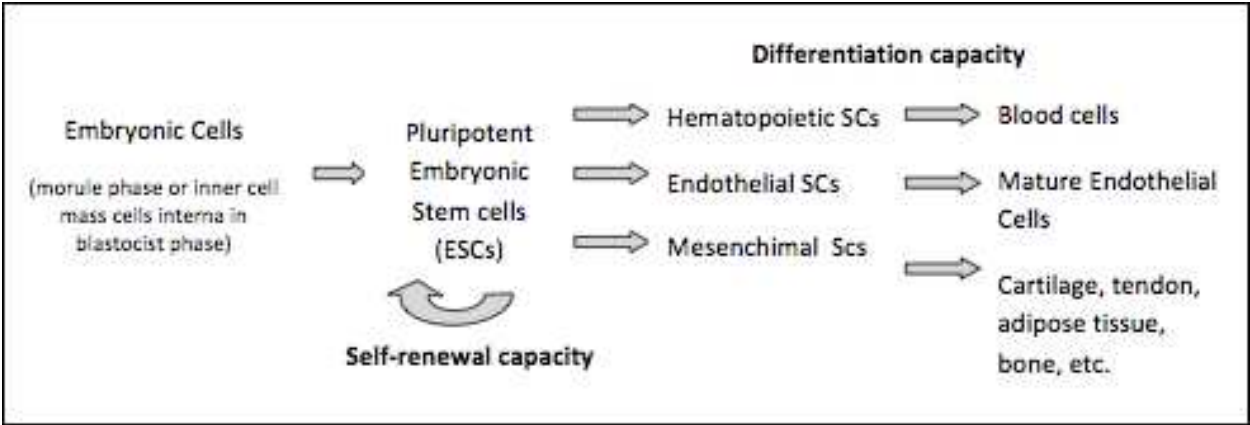 Differentiation capacity
Embryonic Cells
(morule phase or inner cell
mass cells interna in
blastocist phase)
Pluripotent
Embryonic
Stem cells
(ESCs)
Self-renewal capacity
Hematopoietic SCs
Endothelial SCs
Mesenchimal Scs
Blood cells
Mature Endothelial
Cells
Cartilage, tendon,
adipose tissue,
bone, etc.